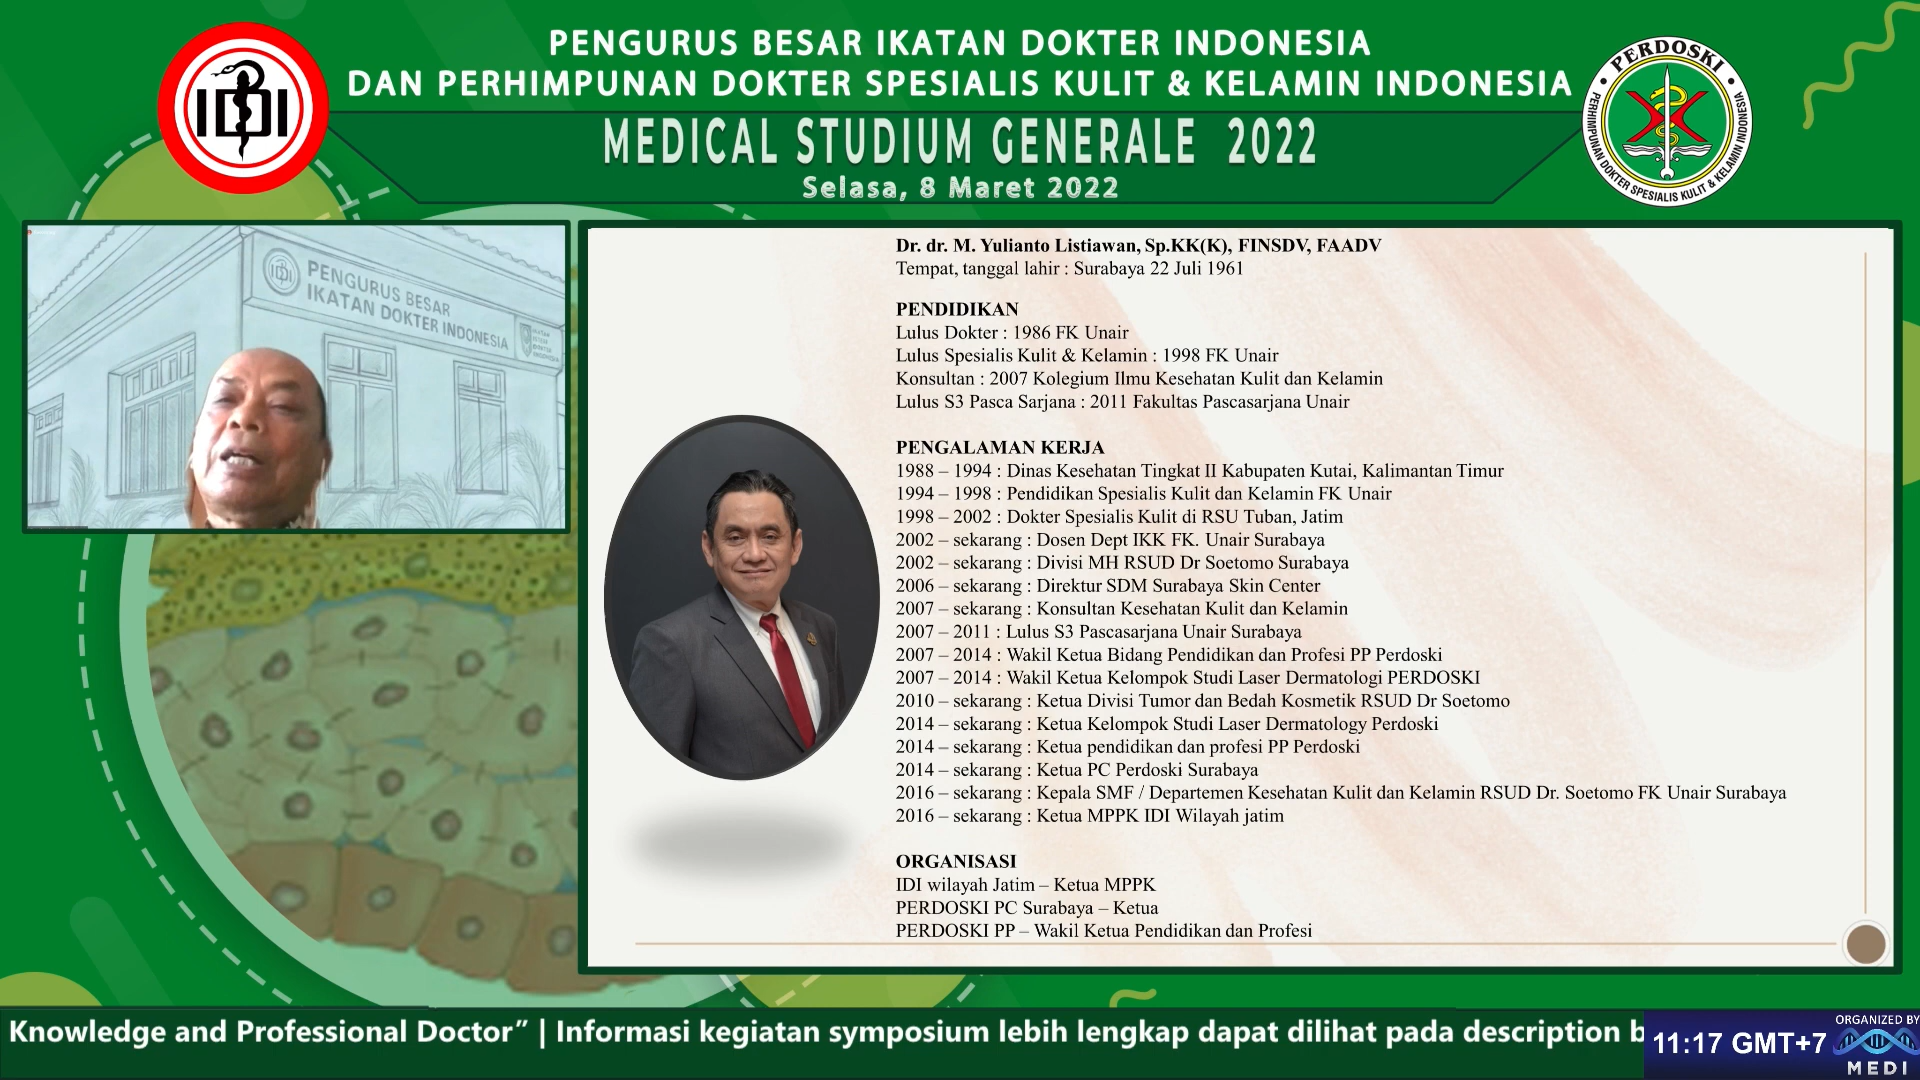 PENGURUS BESAR IKATAN DOKTER INDONESIA
DAN PERHIMPUNAN DOKTER SPESIALIS KULIT & KELAMIN INDONESIA
MEDICAL STUDIUM GENERALE 2022
Selasa, 8 Maret 2022
IDI
PERDOSKI
PERHIMPUNAN DOKTER SPESIALIS KULIT & KELAMIN INDONESIA
IDI
PENGURUS BESAR
IKATAN DOKTER INDONESIA
Dr. dr. M. Yulianto Listiawan, Sp.KK(K), FINSDV, FAADV
Tempat, tanggal lahir : Surabaya 22 Juli 1961
PENDIDIKAN
Lulus Dokter : 1986 FK Unair
Lulus Spesialis Kulit & Kelamin : 1998 FK Unair
Konsultan : 2007 Kolegium Ilmu Kesehatan Kulit dan Kelamin
Lulus S3 Pasca Sarjana : 2011 Fakultas Pascasarjana Unair
PENGALAMAN KERJA
1988 – 1994 : Dinas Kesehatan Tingkat II Kabupaten Kutai, Kalimantan Timur
1994 – 1998 : Pendidikan Spesialis Kulit dan Kelamin FK Unair
1998 – 2002 : Dokter Spesialis Kulit di RSU Tuban, Jatim
2002 – sekarang : Dosen Dept IKK FK. Unair Surabaya
2002 – sekarang : Divisi MH RSUD Dr Soetomo Surabaya
2006 – sekarang : Direktur SDM Surabaya Skin Center
2007 – sekarang : Konsultan Kesehatan Kulit dan Kelamin
2007 – 2011 : Lulus S3 Pascasarjana Unair Surabaya
2007 – 2014 : Wakil Ketua Bidang Pendidikan dan Profesi PP Perdoski
2007 – 2014 : Wakil Ketua Kelompok Studi Laser Dermatologi PERDOSKI
2010 – sekarang : Ketua Divisi Tumor dan Bedah Kosmetik RSUD Dr Soetomo
2014 – sekarang : Ketua Kelompok Studi Laser Dermatology Perdoski
2014 – sekarang : Ketua pendidikan dan profesi PP Perdoski
2014 – sekarang : Ketua PC Perdoski Surabaya
2016 – sekarang : Kepala SMF / Departemen Kesehatan Kulit dan Kelamin RSUD Dr. Soetomo FK Unair Surabaya
2016 – sekarang : Ketua MPPK IDI Wilayah jatim
ORGANISASI
IDI wilayah Jatim – Ketua MPPK
PERDOSKI PC Surabaya – Ketua
PERDOSKI PP – Wakil Ketua Pendidikan dan Profesi
Knowledge and Professional Doctor” | Informasi kegiatan symposium lebih lengkap dapat dilihat pada description b
11:17 GMT+7
ORGANIZED BY
MEDI